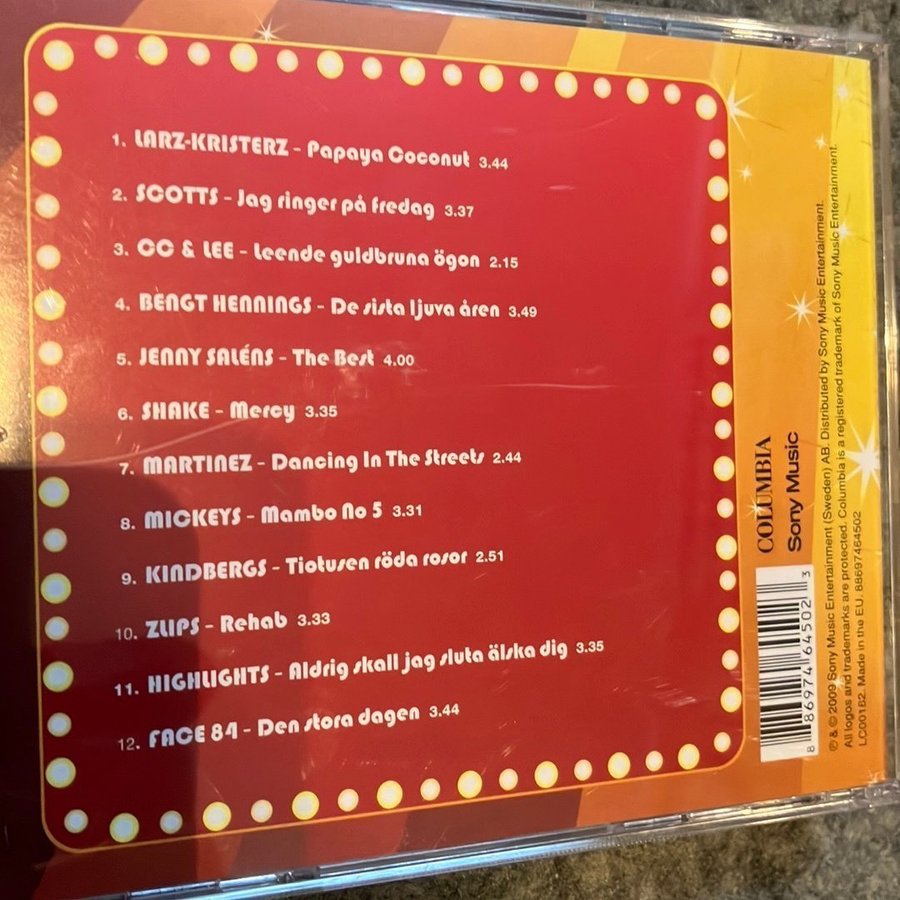 1. LARZ-KRISTERZ - Papaya Coconut 3.44
2. SCOTTS - Jag ringer på fredag 3.37
3. CC & LEE - Leende guldbruna ögon 2.15
4. BENGT HENNINGS - De sista ljuva åren 3.49
5. JENNY SALÉNS - The Best 4.00
6. SHAKE - Mercy 3.35
7. MARTINEZ - Dancing In The Streets 2.44
8. MICKEYS - Mambo No 5 3.31
9. KINDBERGS - Tiotusen röda rosor 2.51
10. ZLIPS - Rehab 3.33
11. HIGHLIGHTS - Aldrig skall jag sluta älska dig 3.35
12. FACE 84 - Den stora dagen 3.44
COLUMBIA
Sony Music
8 86974 64502 3
℗ & © 2009 Sony Music Entertainment (Sweden) AB. Distributed by Sony Music Entertainment.
All logos and trademarks are protected. Columbia is a registered trademark of Sony Music Entertainment.
LC00162. Made in the EU. 88697464502